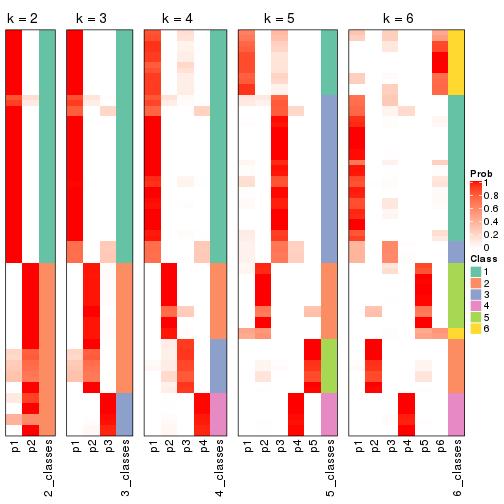 k = 2
k = 3
k = 4
k = 5
k = 6
Prob
1
0.8
0.6
0.4
0.2
0
Class
1
2
3
4
5
6
p1
p2
2_classes
p1
p2
p3
3_classes
p1
p2
p3
p4
4_classes
p1
p2
p3
p4
p5
5_classes
p1
p2
p3
p4
p5
p6
6_classes